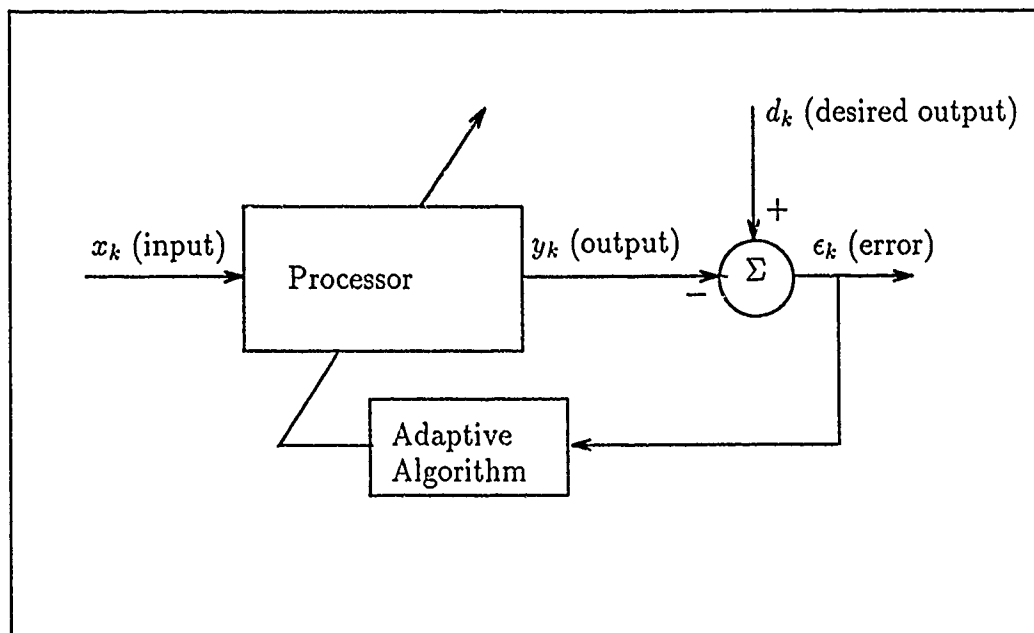 d_k (desired output)
+
x_k (input)
y_k (output)
ϵ_k (error)
Processor
Σ
−
Adaptive
Algorithm